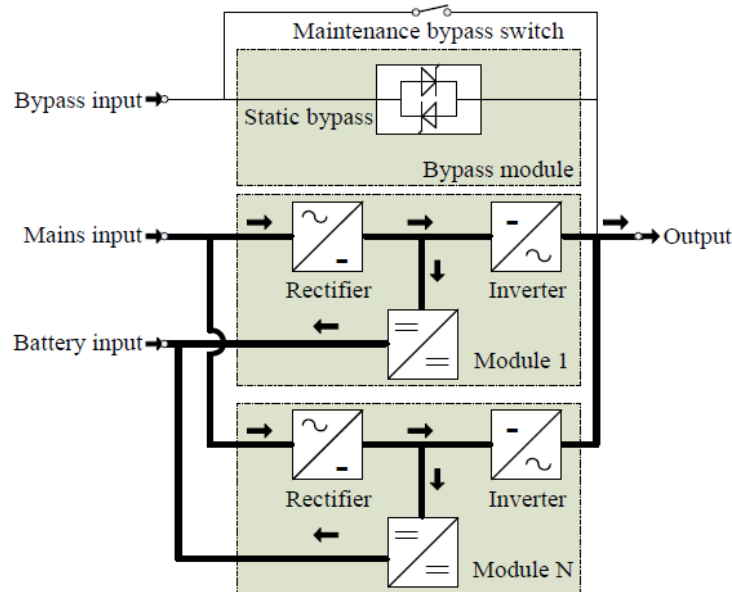 Maintenance bypass switch
Bypass input
Static bypass
Bypass module
Mains input
Output
Rectifier
Inverter
Battery input
Module 1
Rectifier
Inverter
Module N